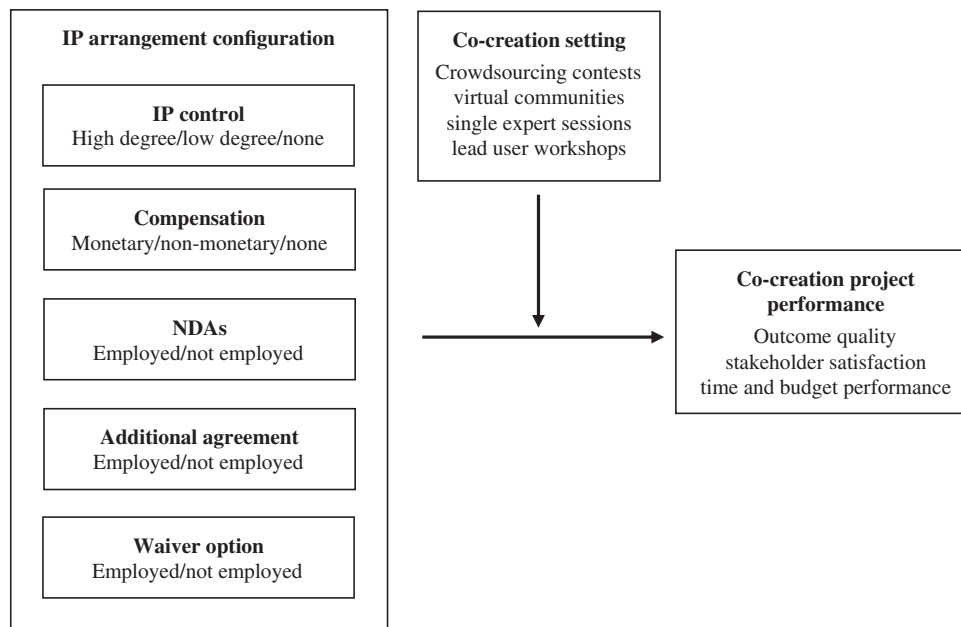 IP arrangement configuration
IP control
High degree/low degree/none
Compensation
Monetary/non-monetary/none
NDAs
Employed/not employed
Additional agreement
Employed/not employed
Waiver option
Employed/not employed
Co-creation setting
Crowdsourcing contests
virtual communities
single expert sessions
lead user workshops
Co-creation project
performance
Outcome quality
stakeholder satisfaction
time and budget performance